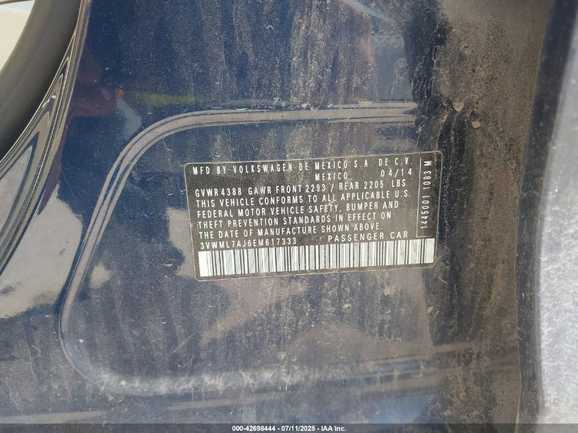 MFD BY VOLKSWAGEN DE MEXICO S.A. DE C.V.
MEXICO. 04/14
GVWR 4388 GAWR FRONT 2293 / REAR 2205 LBS
THIS VEHICLE CONFORMS TO ALL APPLICABLE U.S.
FEDERAL MOTOR VEHICLE SAFETY, BUMPER AND
THEFT PREVENTION STANDARDS IN EFFECT ON
THE DATE OF MANUFACTURE SHOWN ABOVE
3VWML7AJ6EM617333 PASSENGER CAR
1445001 1083 M
000-42698444 / 07/11/2025 / IAA Inc.